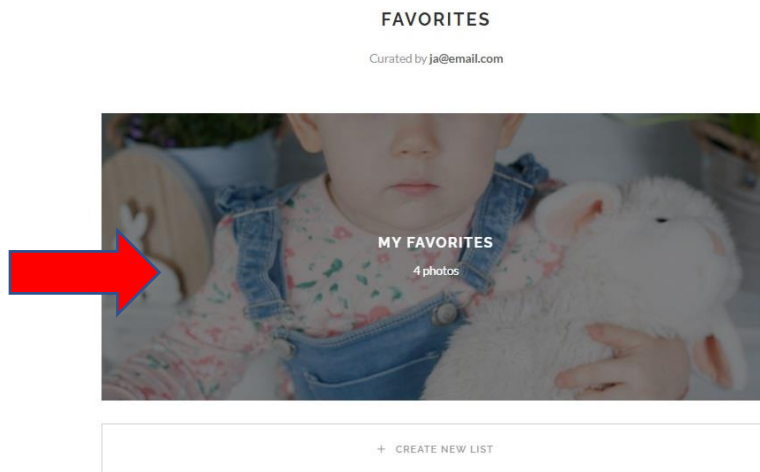 FAVORITES
Curated by ja@email.com
MY FAVORITES
4 photos
+ CREATE NEW LIST